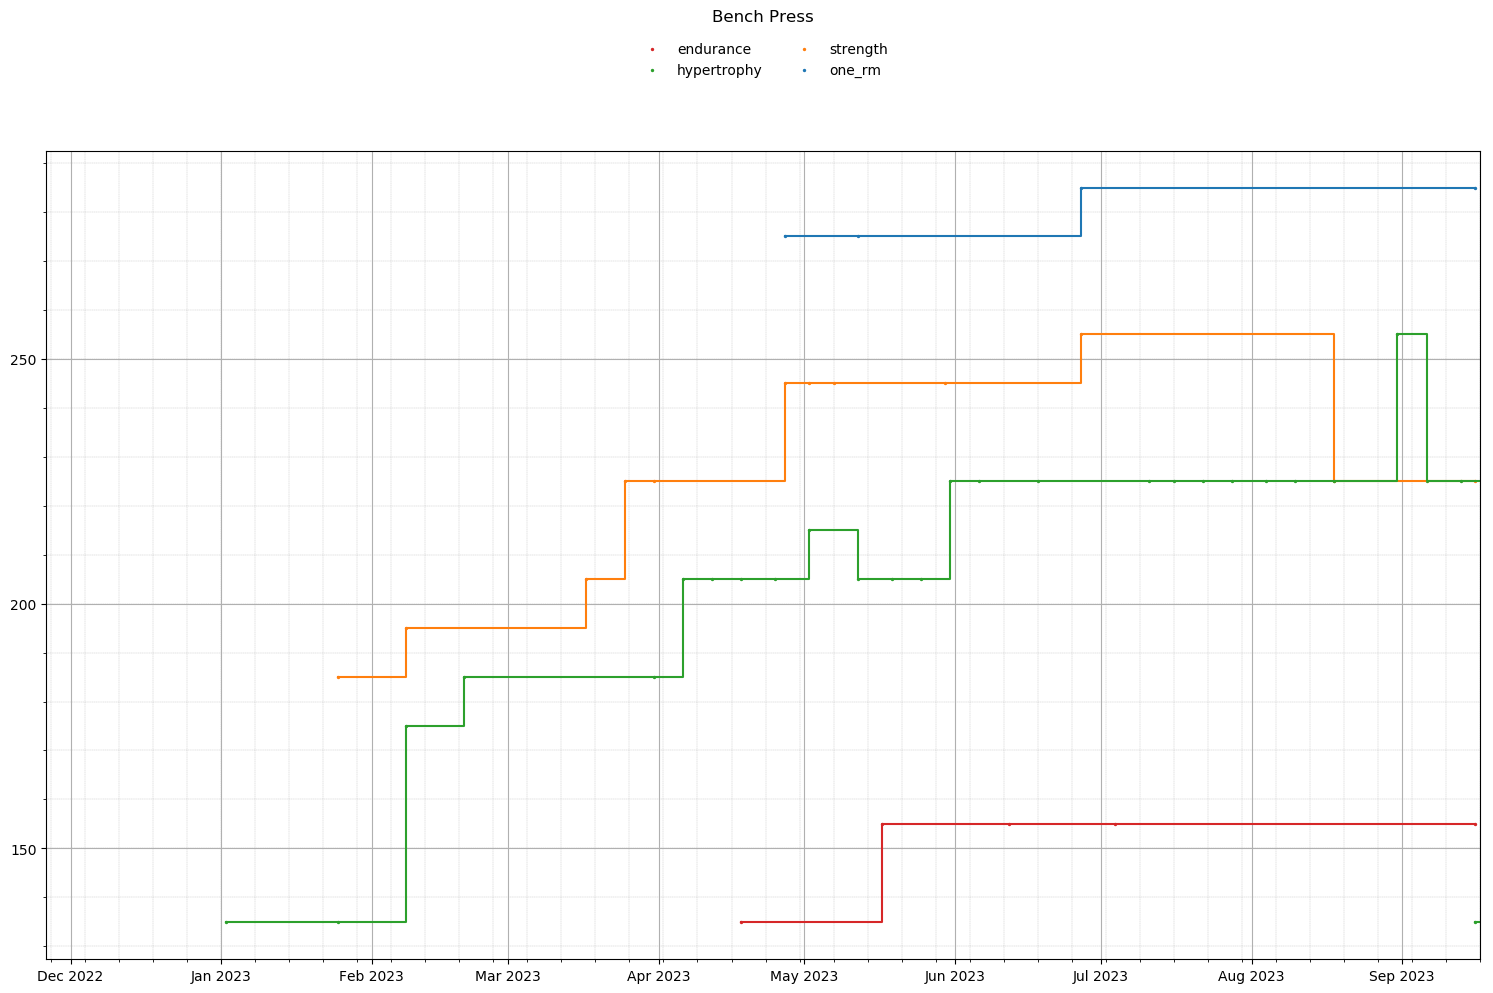 Bench Press
endurance strength
hypertrophy one_rm
250
200
150
Dec 2022 Jan 2023 Feb 2023 Mar 2023 Apr 2023 May 2023 Jun 2023 Jul 2023 Aug 2023 Sep 2023